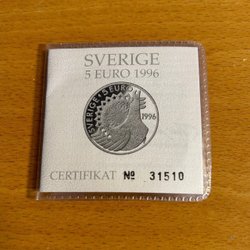 SVERIGE
5 EURO 1996
SVERIGE·5 EURO
1996
CERTIFIKAT № 31510